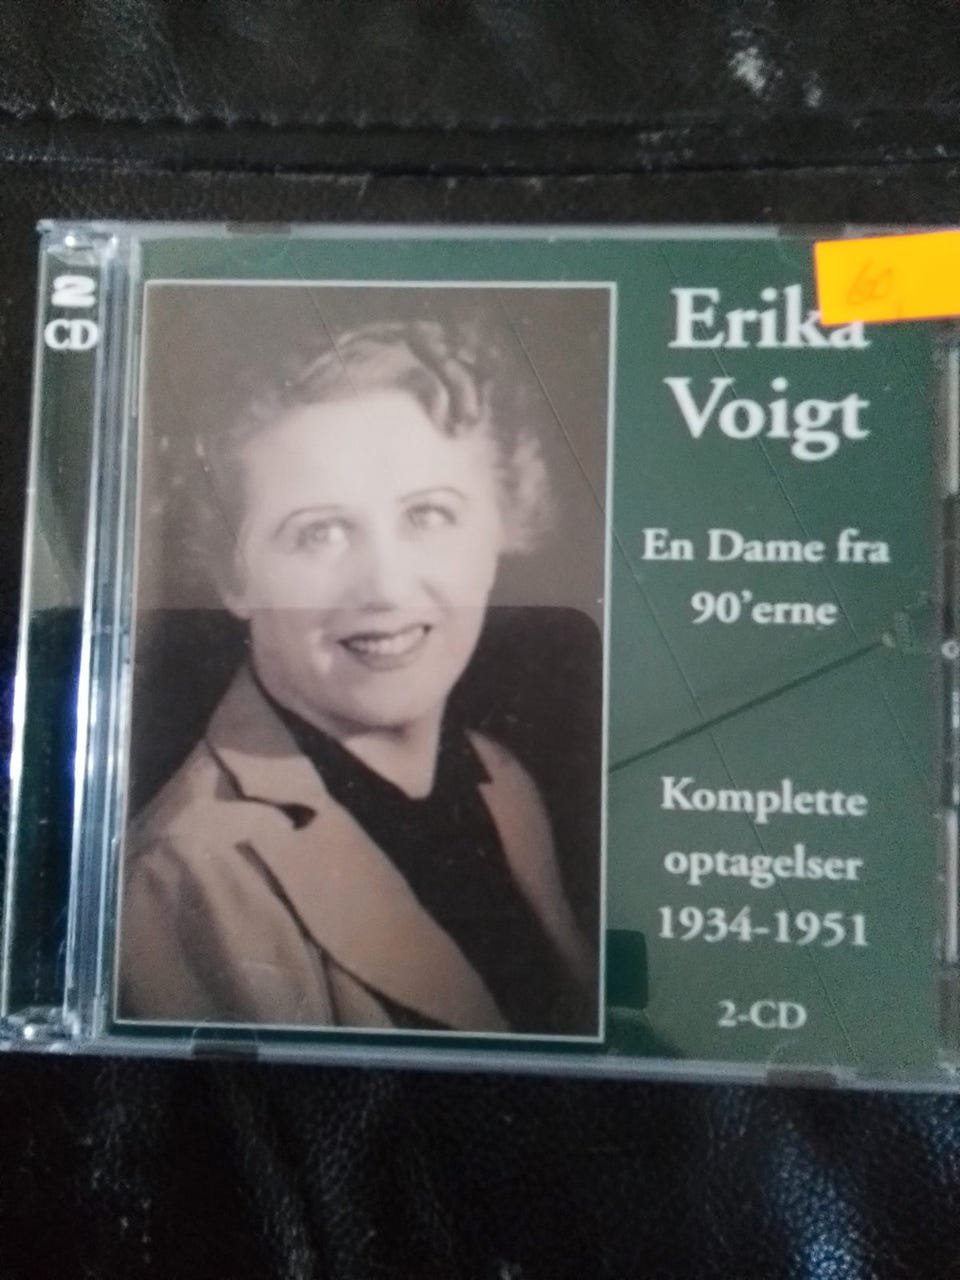 2
CD
60,
Erika
Voigt
En Dame fra
90'erne
Komplette
optagelser
1934-1951
2-CD